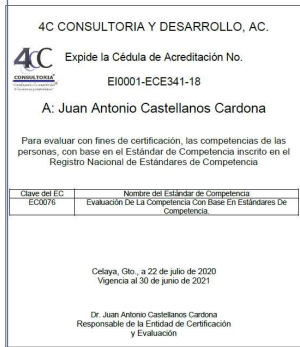 4C CONSULTORIA Y DESARROLLO, AC.
4CC
CONSULTORIA
Expide la Cédula de Acreditación No.
EI0001-ECE341-18
A: Juan Antonio Castellanos Cardona
Para evaluar con fines de certificación, las competencias de las
personas, con base en el Estándar de Competencia inscrito en el
Registro Nacional de Estándares de Competencia
Clave del EC Nombre del Estándar de Competencia
EC0076 Evaluación De La Competencia Con Base En Estándares De
Competencia.
Celaya, Gto., a 22 de julio de 2020
Vigencia al 30 de junio de 2021
Dr. Juan Antonio Castellanos Cardona
Responsable de la Entidad de Certificación
y Evaluación